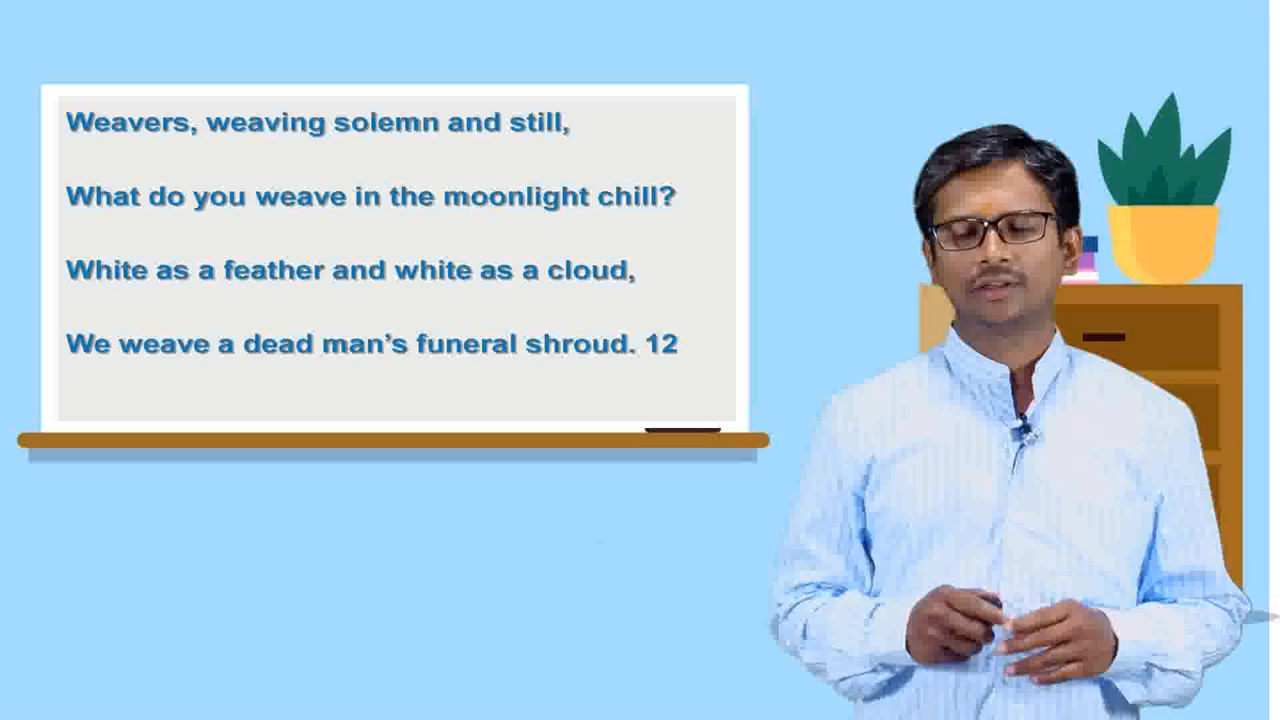 Weavers, weaving solemn and still,
What do you weave in the moonlight chill?
White as a feather and white as a cloud,
We weave a dead man’s funeral shroud. 12